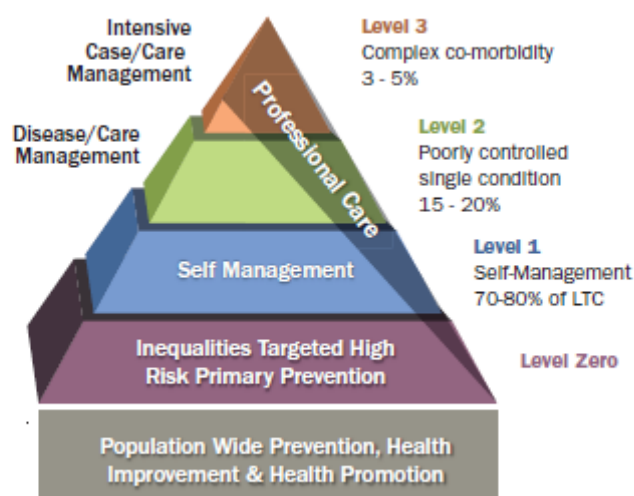 Intensive
Case/Care
Management
Level 3
Complex co-morbidity
3 - 5%
Disease/Care
Management
Professional Care
Level 2
Poorly controlled
single condition
15 - 20%
Self Management
Level 1
Self-Management
70-80% of LTC
Inequalities Targeted High
Risk Primary Prevention
Level Zero
Population Wide Prevention, Health
Improvement & Health Promotion